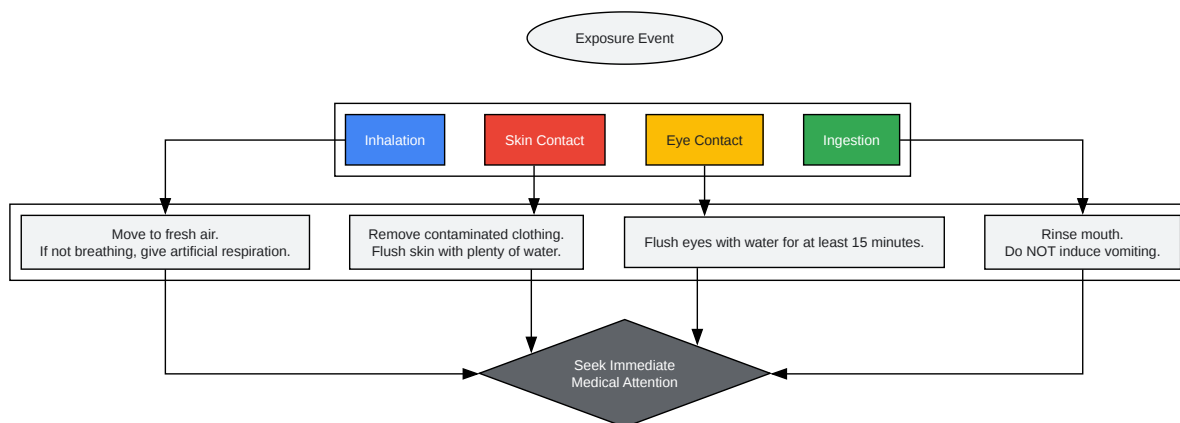 Exposure Event
Inhalation
Skin Contact
Eye Contact
Ingestion
Move to fresh air.
If not breathing, give artificial respiration.
Remove contaminated clothing.
Flush skin with plenty of water.
Flush eyes with water for at least 15 minutes.
Rinse mouth.
Do NOT induce vomiting.
Seek Immediate
Medical Attention